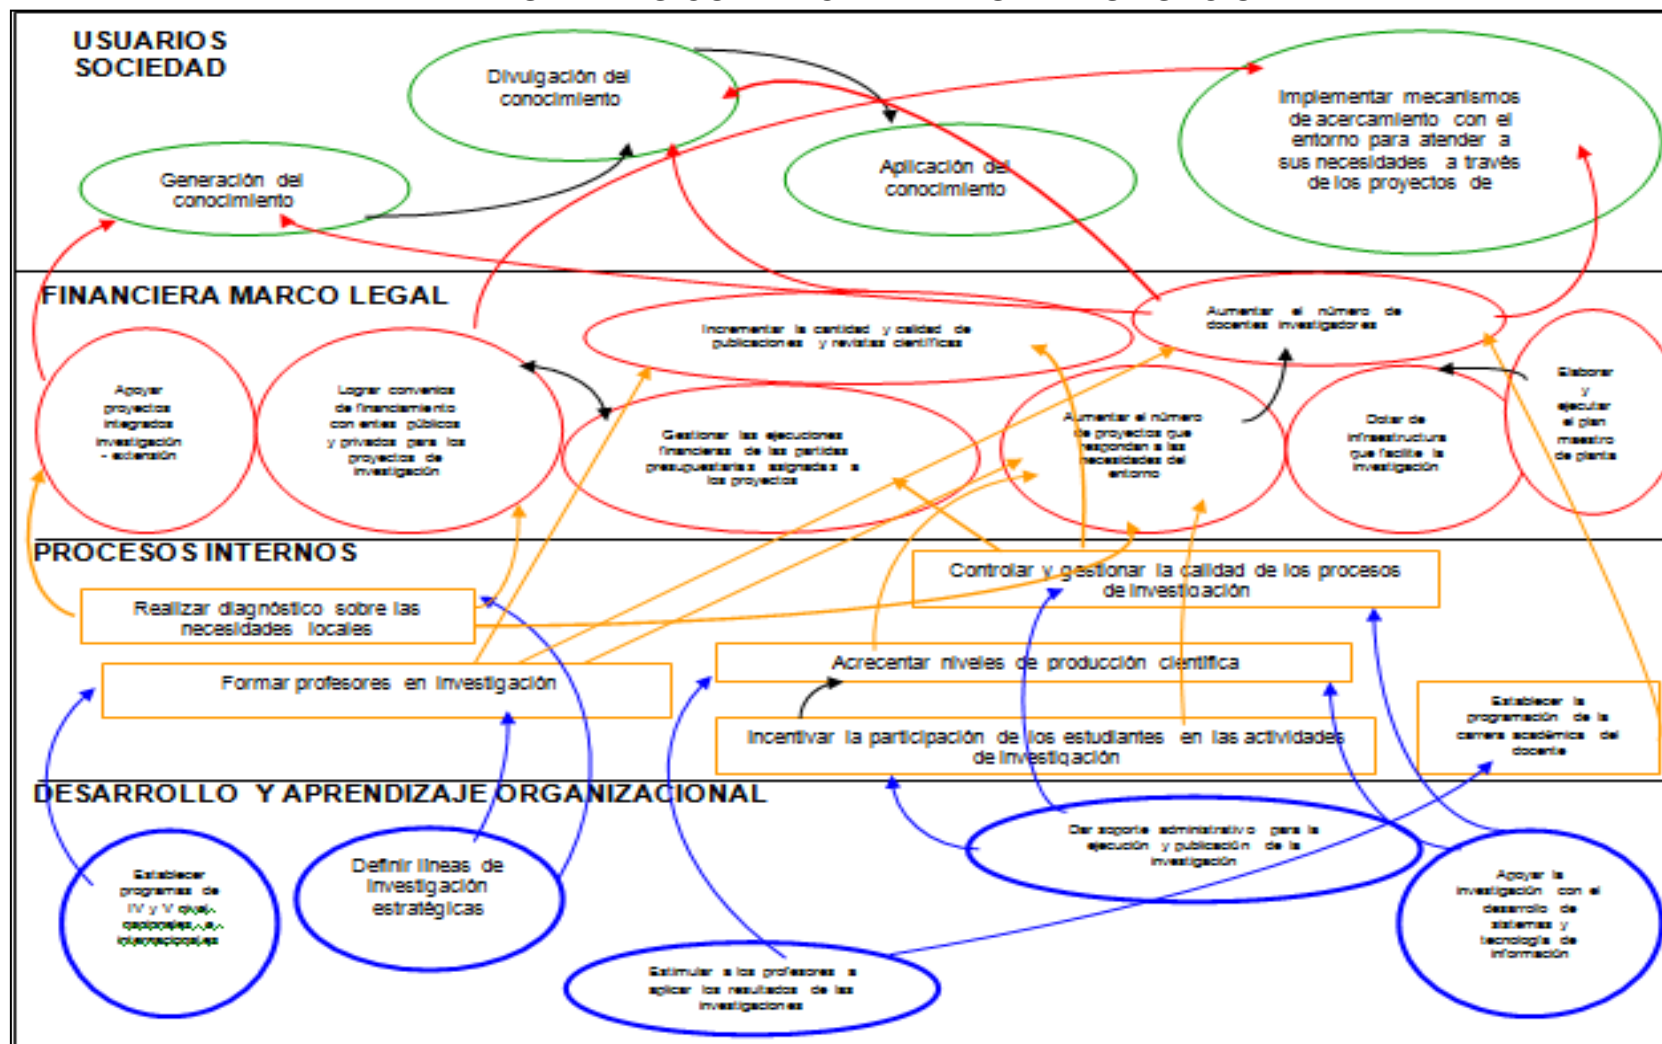 USUARIOS
SOCIEDAD
Divulgación del
conocimiento
Implementar mecanismos
de acercamiento con el
entorno para atender a
sus necesidades a través
de los proyectos de
Aplicación del
conocimiento
Generación del
conocimiento
FINANCIERA MARCO LEGAL
Incrementar la cantidad y calidad de
publicaciones y revistas científicas
Aumentar el número de
docentes investigadores
Apoyar
proyectos
integrados
investigación
- extensión
Lograr convenios
de financiamiento
con entes públicos
y privados para los
proyectos de
investigación
Gestionar las ejecuciones
financieras de las partidas
presupuestarias asignadas a
los proyectos
Aumentar el número
de proyectos que
respondan a las
necesidades del
entorno
Dotar de
infraestructura
que facilite la
investigación
Elaborar
y
ejecutar
el plan
maestro
de planta
PROCESOS INTERNOS
Controlar y gestionar la calidad de los procesos
de investigación
Realizar diagnóstico sobre las
necesidades locales
Acrecentar niveles de producción científica
Formar profesores en investigación
Establecer la
programación de la
carrera académica del
docente
Incentivar la participación de los estudiantes en las actividades
de investigación
DESARROLLO Y APRENDIZAJE ORGANIZACIONAL
Dar soporte administrativo para la
ejecución y publicación de la
investigación
Definir líneas de
investigación
estratégicas
Establecer
programas de
IV y V
nacionales e
internacionales
Apoyar la
investigación con el
desarrollo de
sistemas y
tecnología de
información
Estimular a los profesores a
aplicar los resultados de las
investigaciones